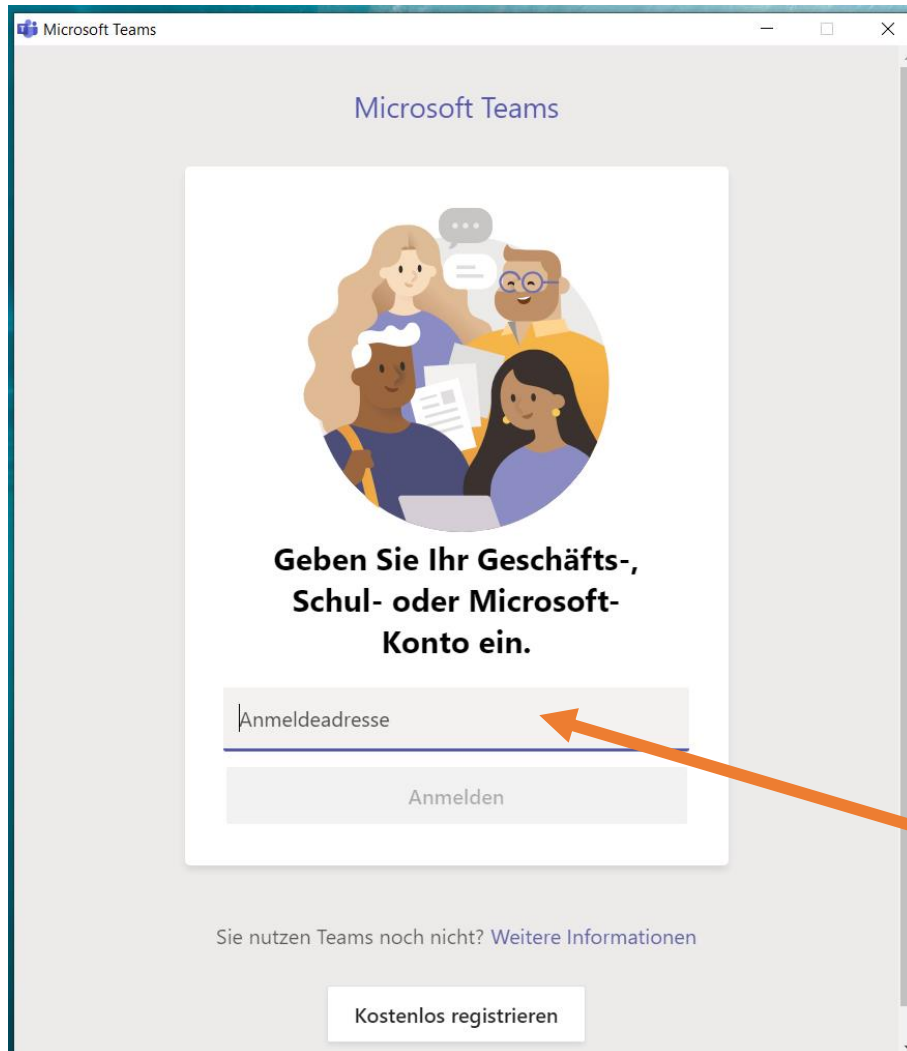 Microsoft Teams
Microsoft Teams
Geben Sie Ihr Geschäfts-,
Schul- oder Microsoft-
Konto ein.
Anmeldeadresse
Anmelden
Sie nutzen Teams noch nicht? Weitere Informationen
Kostenlos registrieren